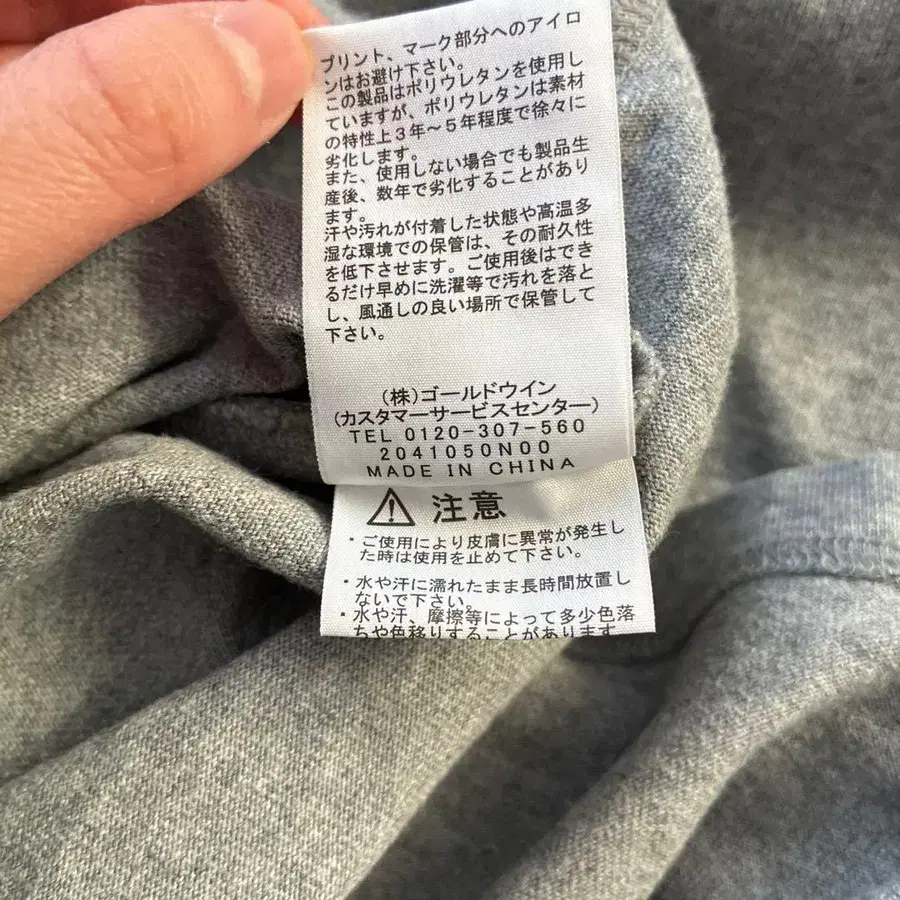 プリント、マーク部分へのアイロ
ンはお避け下さい。
この製品はポリウレタンを使用し
ていますが、ポリウレタンは素材
の特性上3年～5年程度で徐々に
劣化します。
また、使用しない場合でも製品生
産後、数年で劣化することがあり
ます。
汗や汚れが付着した状態や高温多
湿な環境での保管は、その耐久性
を低下させます。ご使用後はでき
るだけ早めに洗濯等で汚れを落と
し、風通しの良い場所で保管して
下さい。
(株)ゴールドウイン
(カスタマーサービスセンター)
TEL 0120-307-560
2041050N00
MADE IN CHINA
注意
・ご使用により皮膚に異常が発生し
た時は使用を止めて下さい。
・水や汗に濡れたまま長時間放置し
ないで下さい。
・水や汗、摩擦等によって多少色落
ちや色移りすることがあります